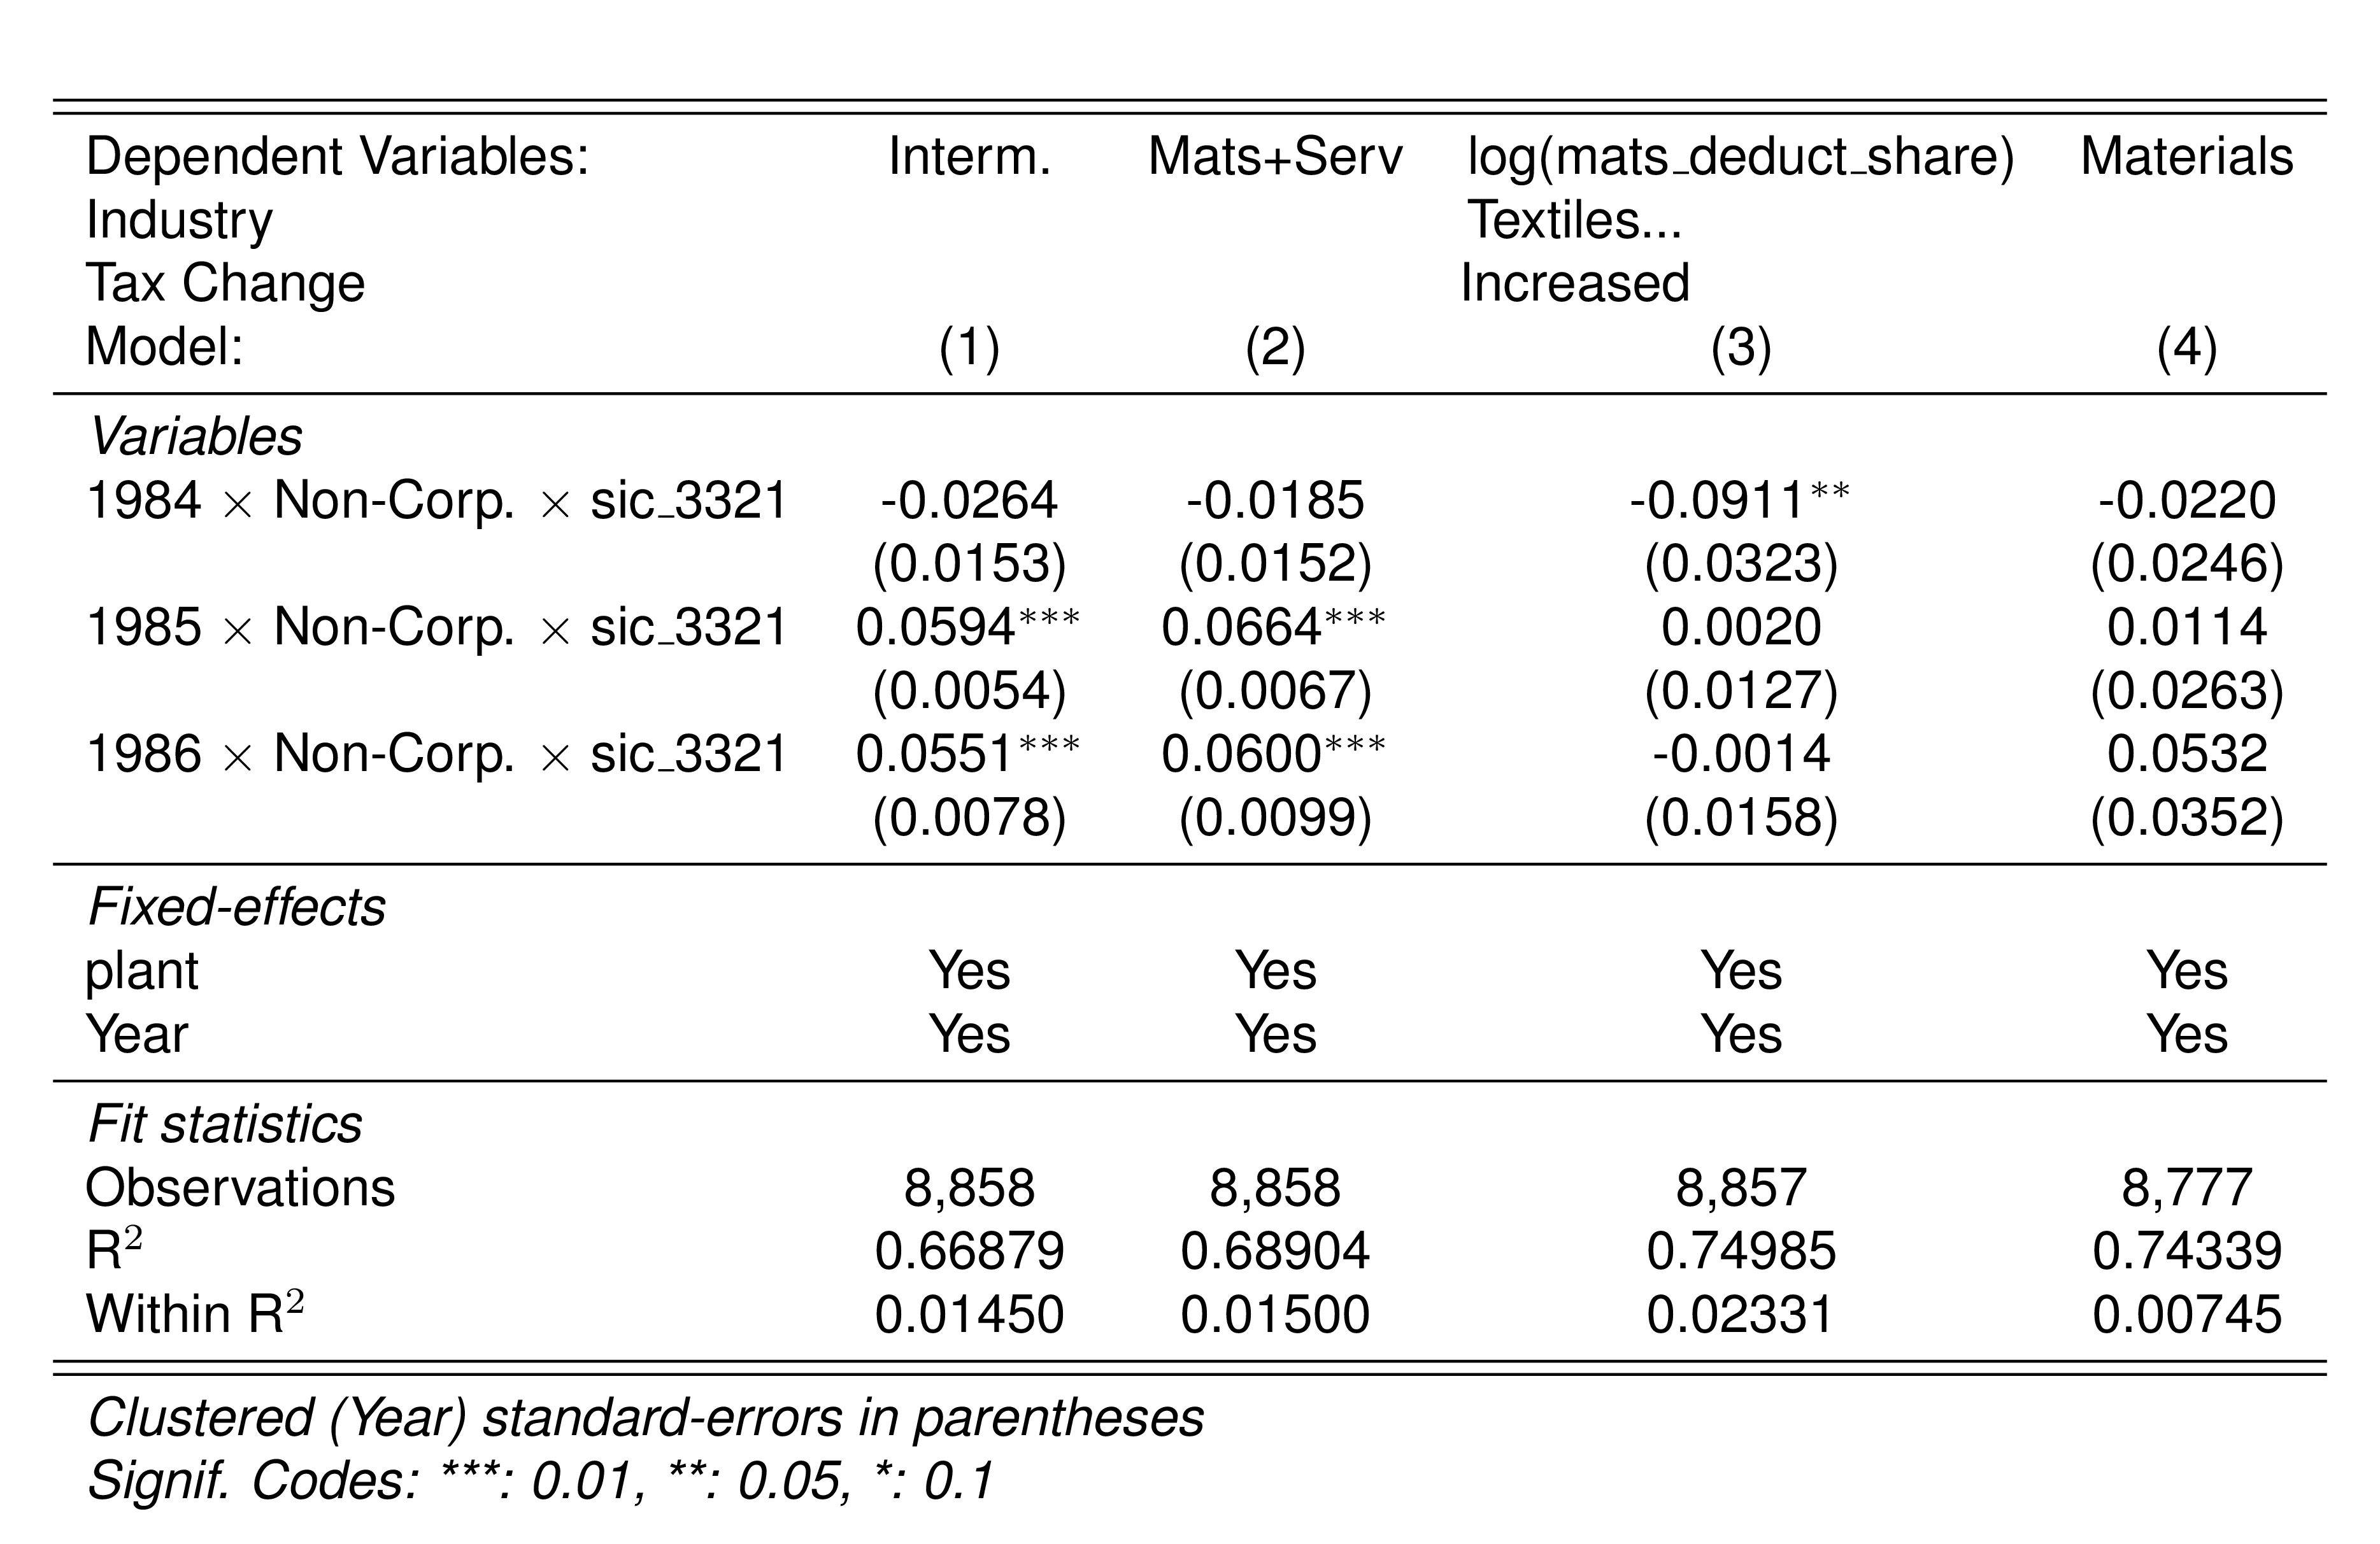 Dependent Variables: Interm. Mats+Serv log(mats_deduct_share) Materials
Industry Textiles...
Tax Change Increased
Model: (1) (2) (3) (4)
Variables
1984 × Non-Corp. × sic_3321 -0.0264 -0.0185 -0.0911** -0.0220
(0.0153) (0.0152) (0.0323) (0.0246)
1985 × Non-Corp. × sic_3321 0.0594*** 0.0664*** 0.0020 0.0114
(0.0054) (0.0067) (0.0127) (0.0263)
1986 × Non-Corp. × sic_3321 0.0551*** 0.0600*** -0.0014 0.0532
(0.0078) (0.0099) (0.0158) (0.0352)
Fixed-effects
plant Yes Yes Yes Yes
Year Yes Yes Yes Yes
Fit statistics
Observations 8,858 8,858 8,857 8,777
R² 0.66879 0.68904 0.74985 0.74339
Within R² 0.01450 0.01500 0.02331 0.00745
Clustered (Year) standard-errors in parentheses
Signif. Codes: ***: 0.01, **: 0.05, *: 0.1